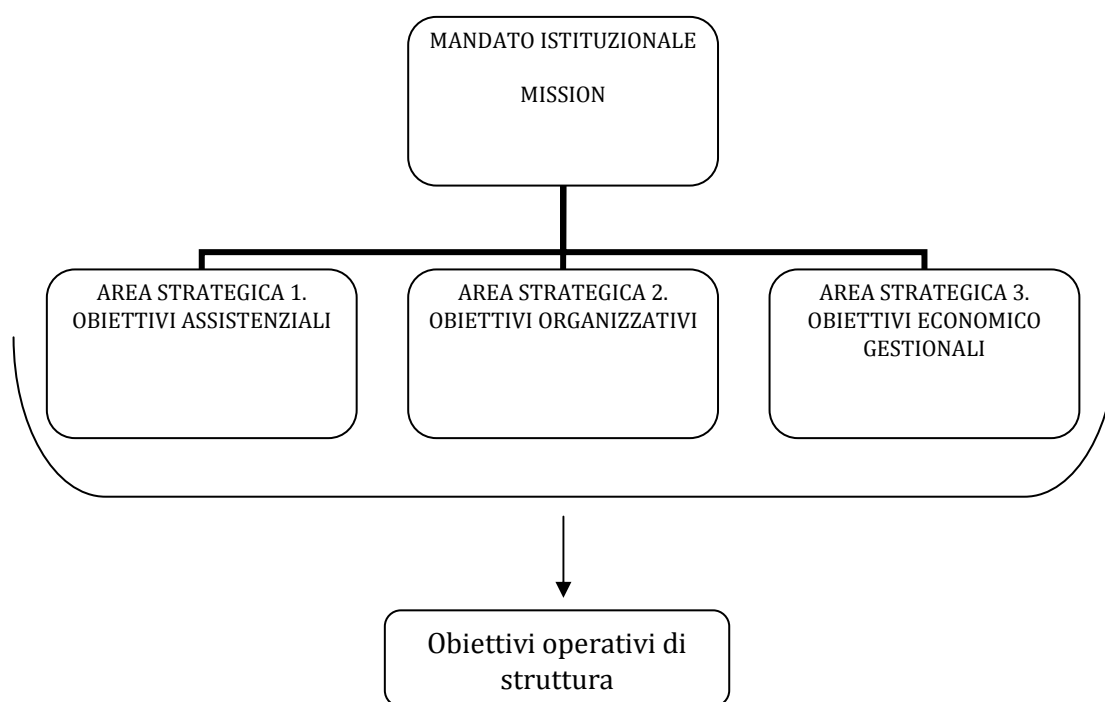 MANDATO ISTITUZIONALE
MISSION
AREA STRATEGICA 1.
OBIETTIVI ASSISTENZIALI
AREA STRATEGICA 2.
OBIETTIVI ORGANIZZATIVI
AREA STRATEGICA 3.
OBIETTIVI ECONOMICO
GESTIONALI
Obiettivi operativi di
struttura